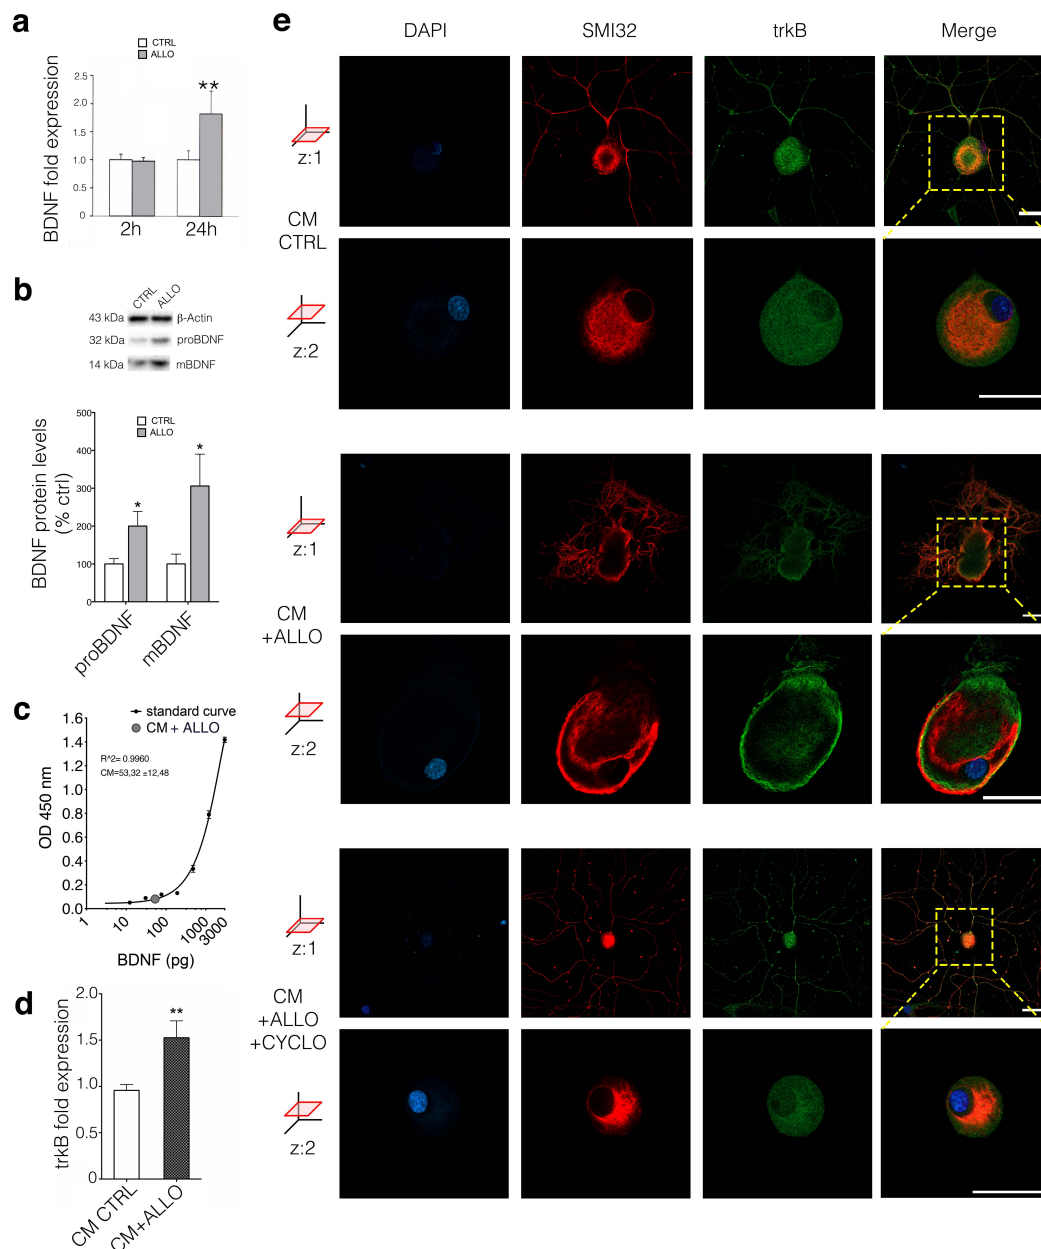 a
CTRL
ALLO
BDNF fold expression
2.5
2.0
1.5
1.0
0.5
0
**
2h
24h
b
CTRL
ALLO
43 kDa
β-Actin
32 kDa
proBDNF
14 kDa
mBDNF
CTRL
ALLO
BDNF protein levels
(% ctrl)
500
400
300
200
100
0
*
*
proBDNF
mBDNF
c
standard curve
CM + ALLO
R^2= 0.9960
CM=53,32 ±12,48
OD 450 nm
1.6
1.4
1.2
1.0
0.8
0.6
0.4
0.2
0.0
1
10
100
1000
3000
BDNF (pg)
d
trkB fold expression
2.0
1.5
1.0
0.5
0
**
CM CTRL
CM+ALLO
e
DAPI
SMI32
trkB
Merge
z:1
CM
CTRL
z:2
z:1
CM
+ALLO
z:2
z:1
CM
+ALLO
+CYCLO
z:2